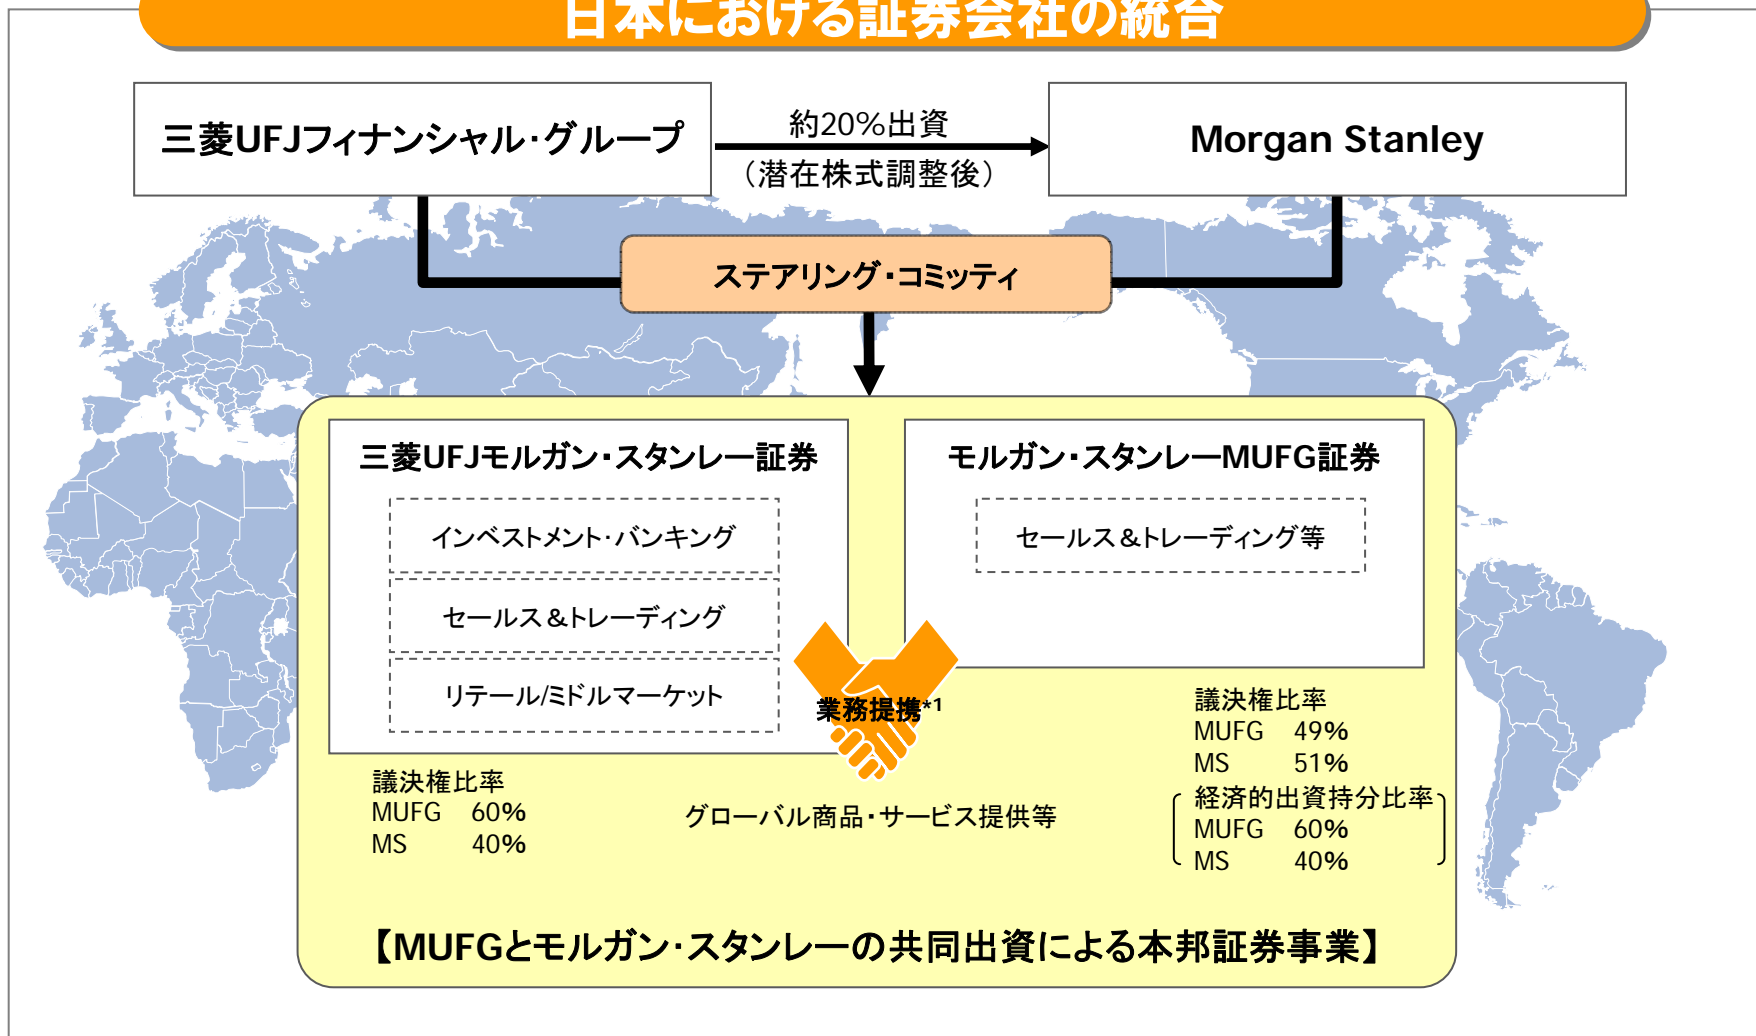 日本における証券会社の統合
三菱UFJフィナンシャル・グループ
約20%出資
(潜在株式調整後)
Morgan Stanley
ステアリング・コミッティ
三菱UFJモルガン・スタンレー証券
インベストメント・バンキング
セールス&トレーディング
リテール/ミドルマーケット
モルガン・スタンレーMUFG証券
セールス&トレーディング等
業務提携*1
議決権比率
MUFG 60%
MS 40%
グローバル商品・サービス提供等
議決権比率
MUFG 49%
MS 51%
経済的出資持分比率
MUFG 60%
MS 40%
【MUFGとモルガン・スタンレーの共同出資による本邦証券事業】